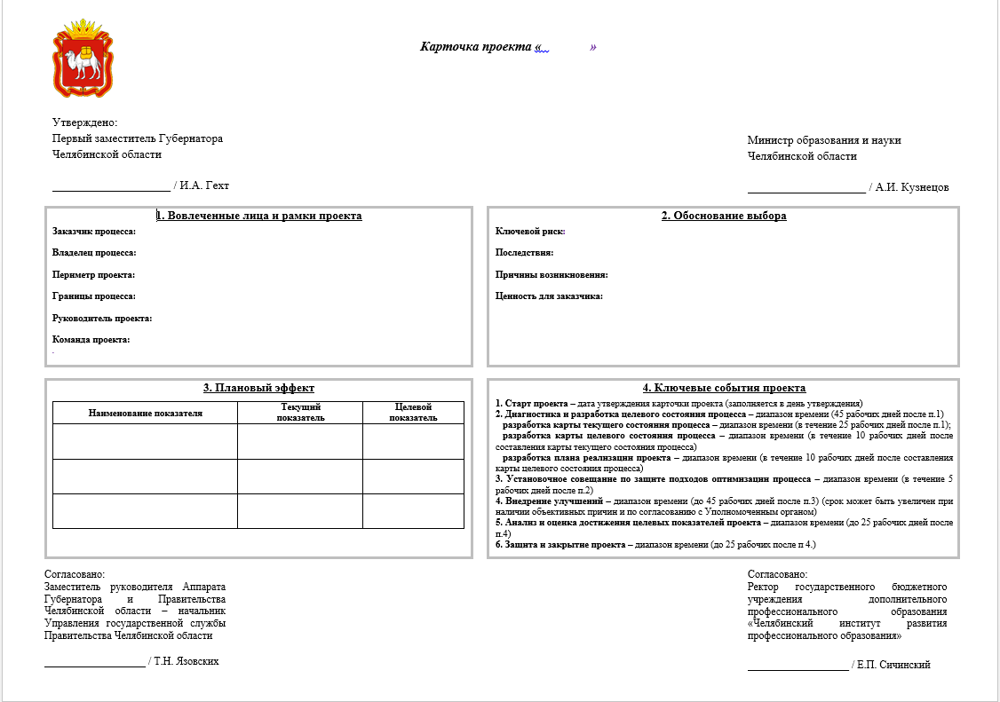 Карточка проекта «          »
Утверждено:
Первый заместитель Губернатора
Челябинской области
____________________ / И.А. Гехт
Министр образования и науки
Челябинской области
____________________ / А.И. Кузнецов
1. Вовлеченные лица и рамки проекта
Заказчик процесса:
Владелец процесса:
Периметр проекта:
Границы процесса:
Руководитель проекта:
Команда проекта:
.
2. Обоснование выбора
Ключевой риск:
Последствия:
Причины возникновения:
Ценность для заказчика:
3. Плановый эффект
Наименование показателя
Текущий
показатель
Целевой
показатель
4. Ключевые события проекта
1. Старт проекта – дата утверждения карточки проекта (заполняется в день утверждения)
2. Диагностика и разработка целевого состояния процесса – диапазон времени (45 рабочих дней после п.1)
разработка карты текущего состояния процесса – диапазон времени (в течение 25 рабочих дней после п.1);
разработка карты целевого состояния процесса – диапазон времени (в течение 10 рабочих дней после
составления карты текущего состояния процесса)
разработка плана реализации проекта – диапазон времени (в течение 10 рабочих дней после составления
карты целевого состояния процесса)
3. Установочное совещание по защите подходов оптимизации процесса – диапазон времени (в течение 5
рабочих дней после п.2)
4. Внедрение улучшений – диапазон времени (до 45 рабочих дней после п.3) (срок может быть увеличен при
наличии объективных причин и по согласованию с Уполномоченным органом)
5. Анализ и оценка достижения целевых показателей проекта – диапазон времени (до 25 рабочих дней после
п.4)
6. Защита и закрытие проекта – диапазон времени (до 25 рабочих после п 4.)
Согласовано:
Заместитель руководителя Аппарата
Губернатора и Правительства
Челябинской области – начальник
Управления государственной службы
Правительства Челябинской области
___________________ / Т.Н. Язовских
Согласовано:
Ректор государственного бюджетного
учреждения дополнительного
профессионального образования
«Челябинский институт развития
профессионального образования»
___________________ / Е.П. Сичинский